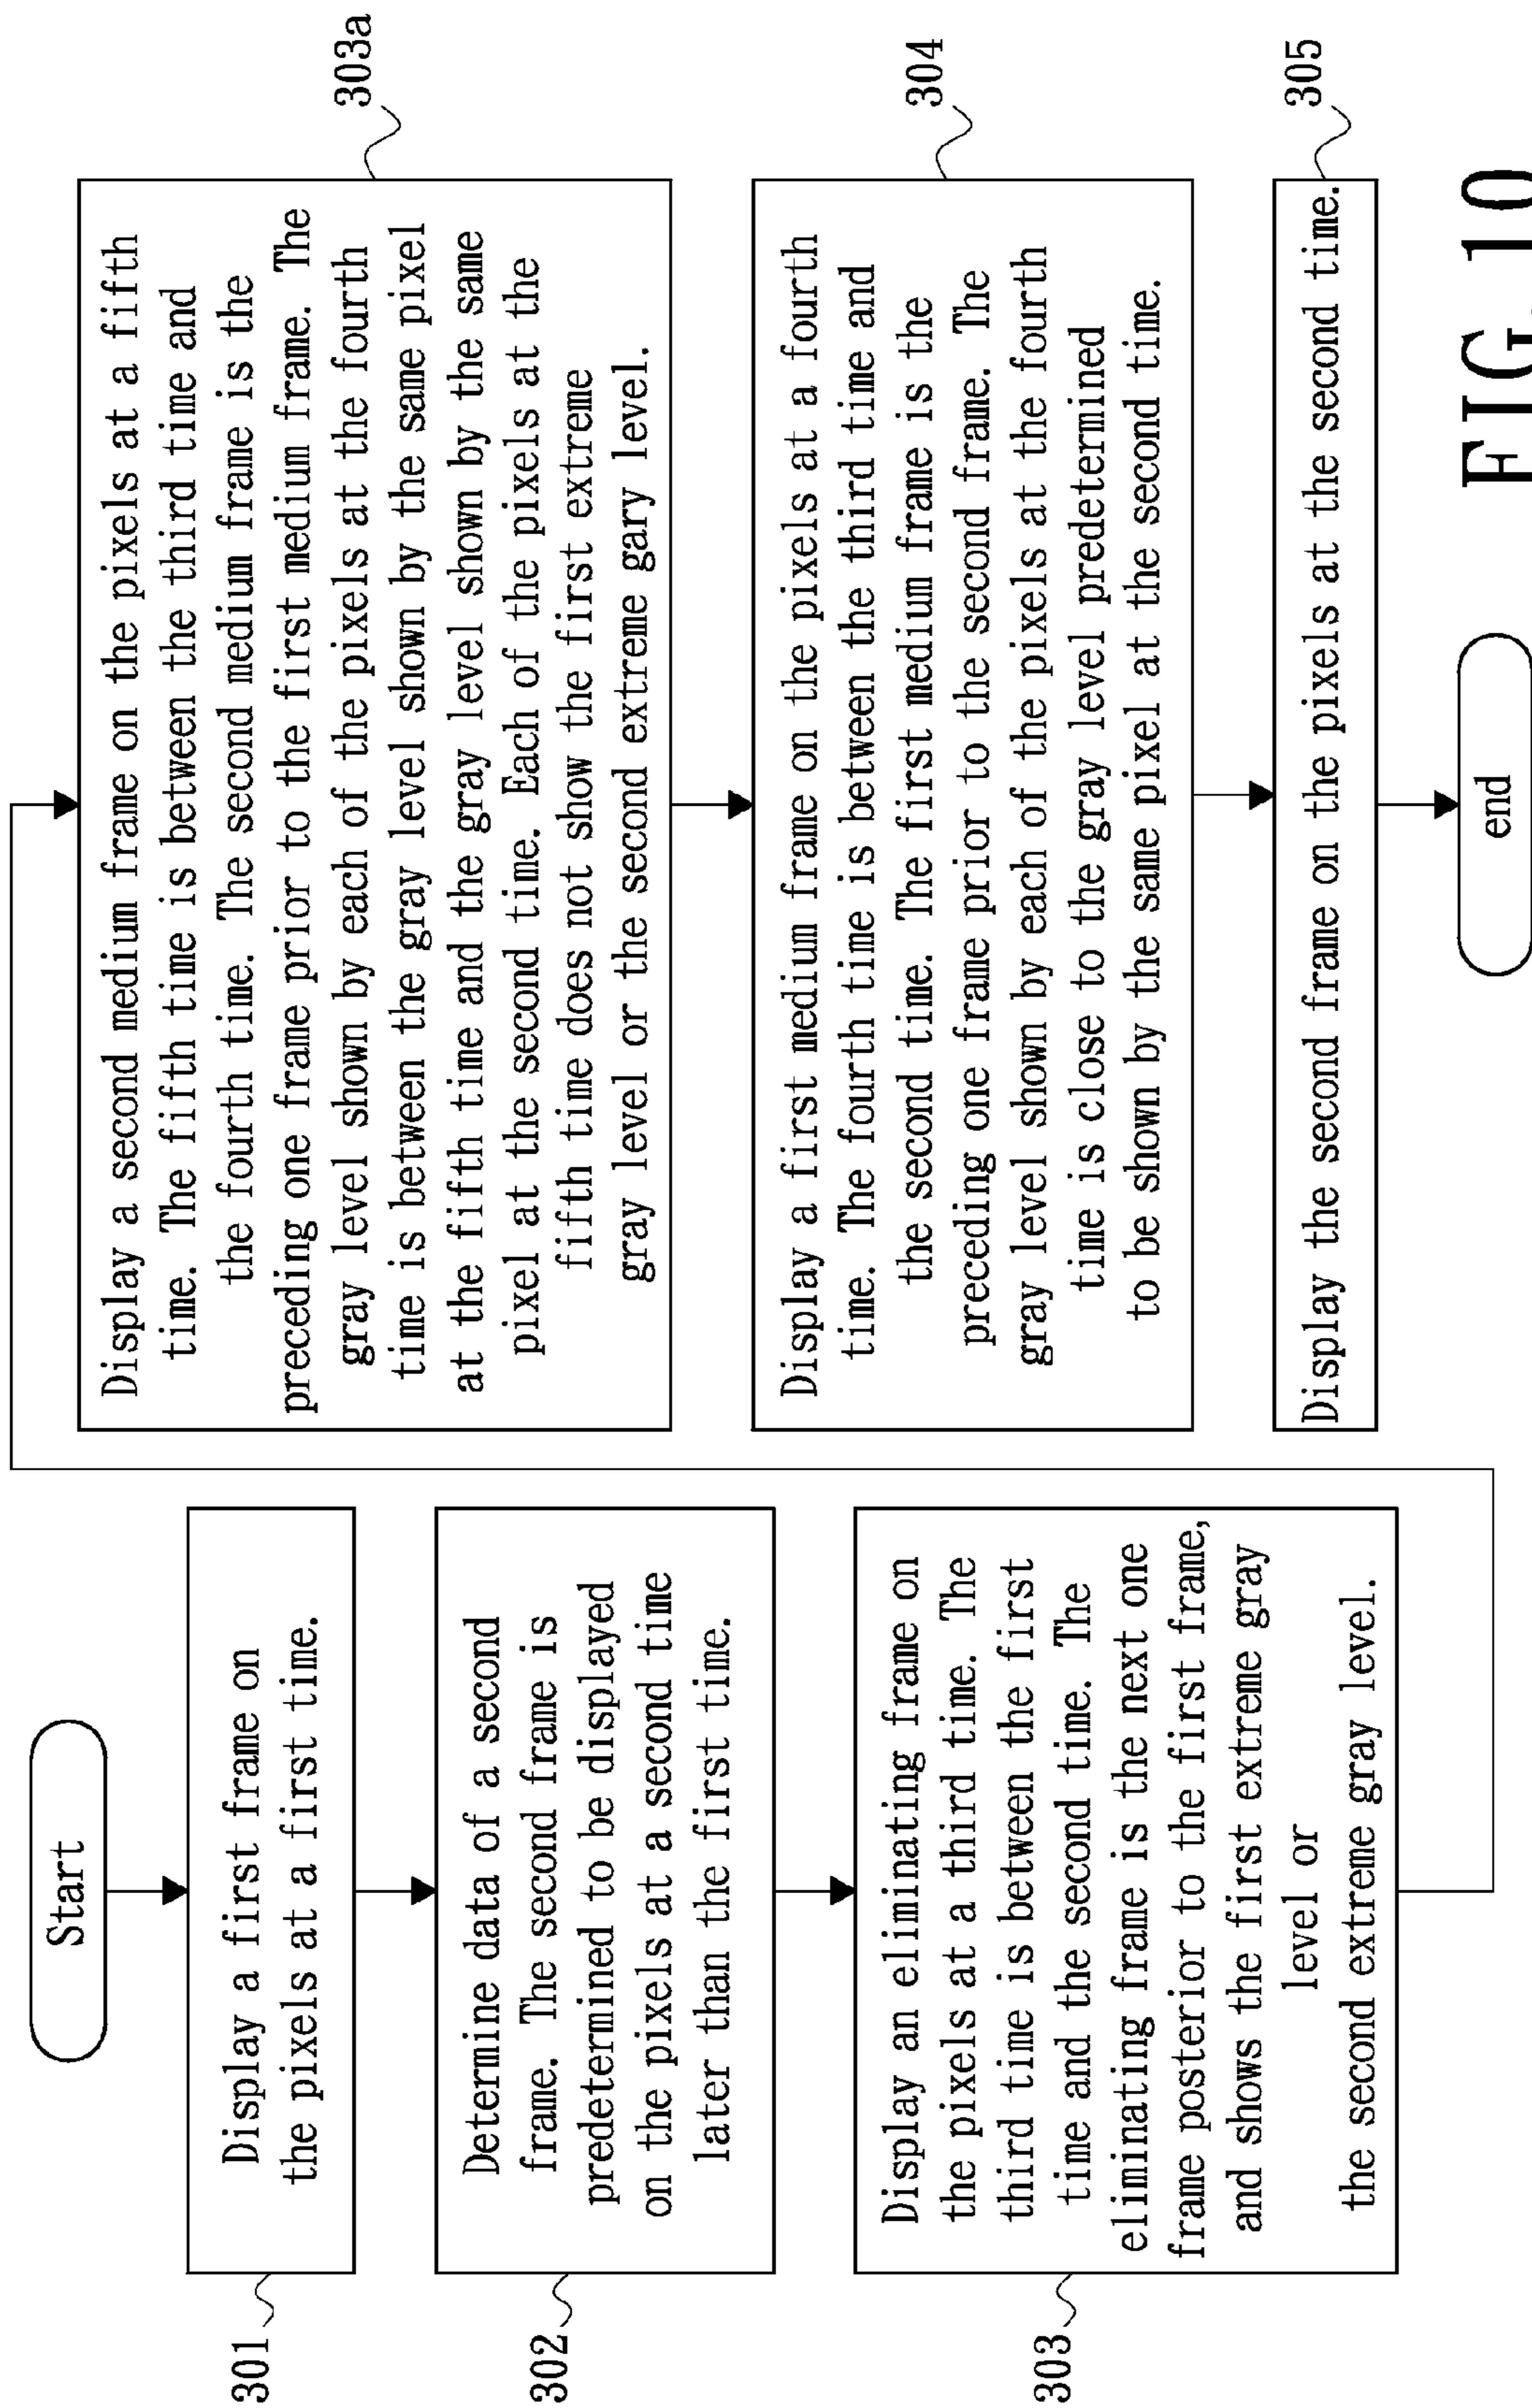 Start
301
Display a first frame on
the pixels at a first time.
302
Determine data of a second
frame. The second frame is
predetermined to be displayed
on the pixels at a second time
later than the first time.
303
Display an eliminating frame on
the pixels at a third time. The
third time is between the first
time and the second time. The
eliminating frame is the next one
frame posterior to the first frame,
and shows the first extreme gray
level or
the second extreme gray level.
303a
Display a second medium frame on the pixels at a fifth
time. The fifth time is between the third time and
the fourth time. The second medium frame is the
preceding one frame prior to the first medium frame. The
gray level shown by each of the pixels at the fourth
time is between the gray level shown by the same pixel
at the fifth time and the gray level shown by the same
pixel at the second time. Each of the pixels at the
fifth time does not show the first extreme
gray level or the second extreme gary level.
304
Display a first medium frame on the pixels at a fourth
time. The fourth time is between the third time and
the second time. The first medium frame is the
preceding one frame prior to the second frame. The
gray level shown by each of the pixels at the fourth
time is close to the gray level predetermined
to be shown by the same pixel at the second time.
305
Display the second frame on the pixels at the second time.
end
FIG.10